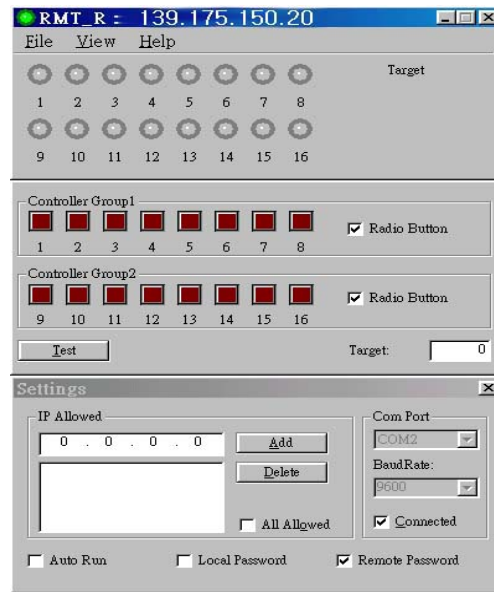 RMT_R : 139.175.150.20
File View Help
Target
1 2 3 4 5 6 7 8
9 10 11 12 13 14 15 16
Controller Group1
Radio Button
1 2 3 4 5 6 7 8
Controller Group2
Radio Button
9 10 11 12 13 14 15 16
Test Target: 0
Settings
IP Allowed Com Port
0 . 0 . 0 . 0 Add COM2
Delete BaudRate:
9600
All Allowed Connected
Auto Run Local Password Remote Password